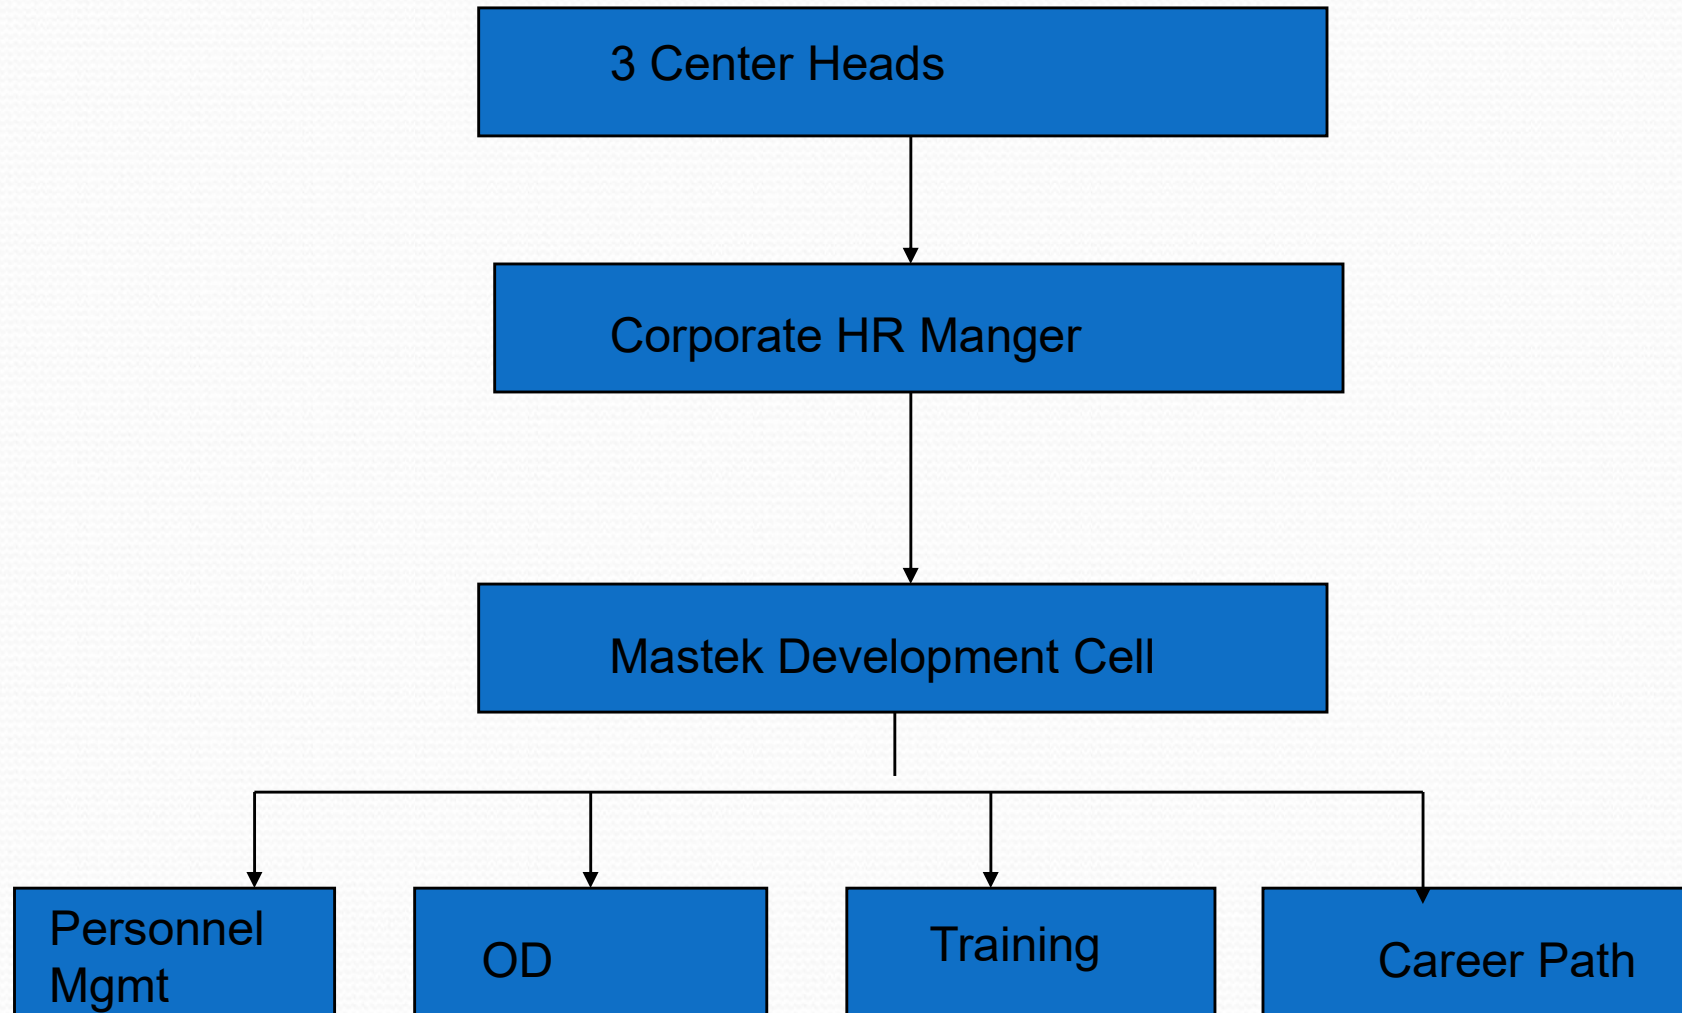 3 Center Heads
Corporate HR Manger
Mastek Development Cell
Personnel
Mgmt
OD
Training
Career Path